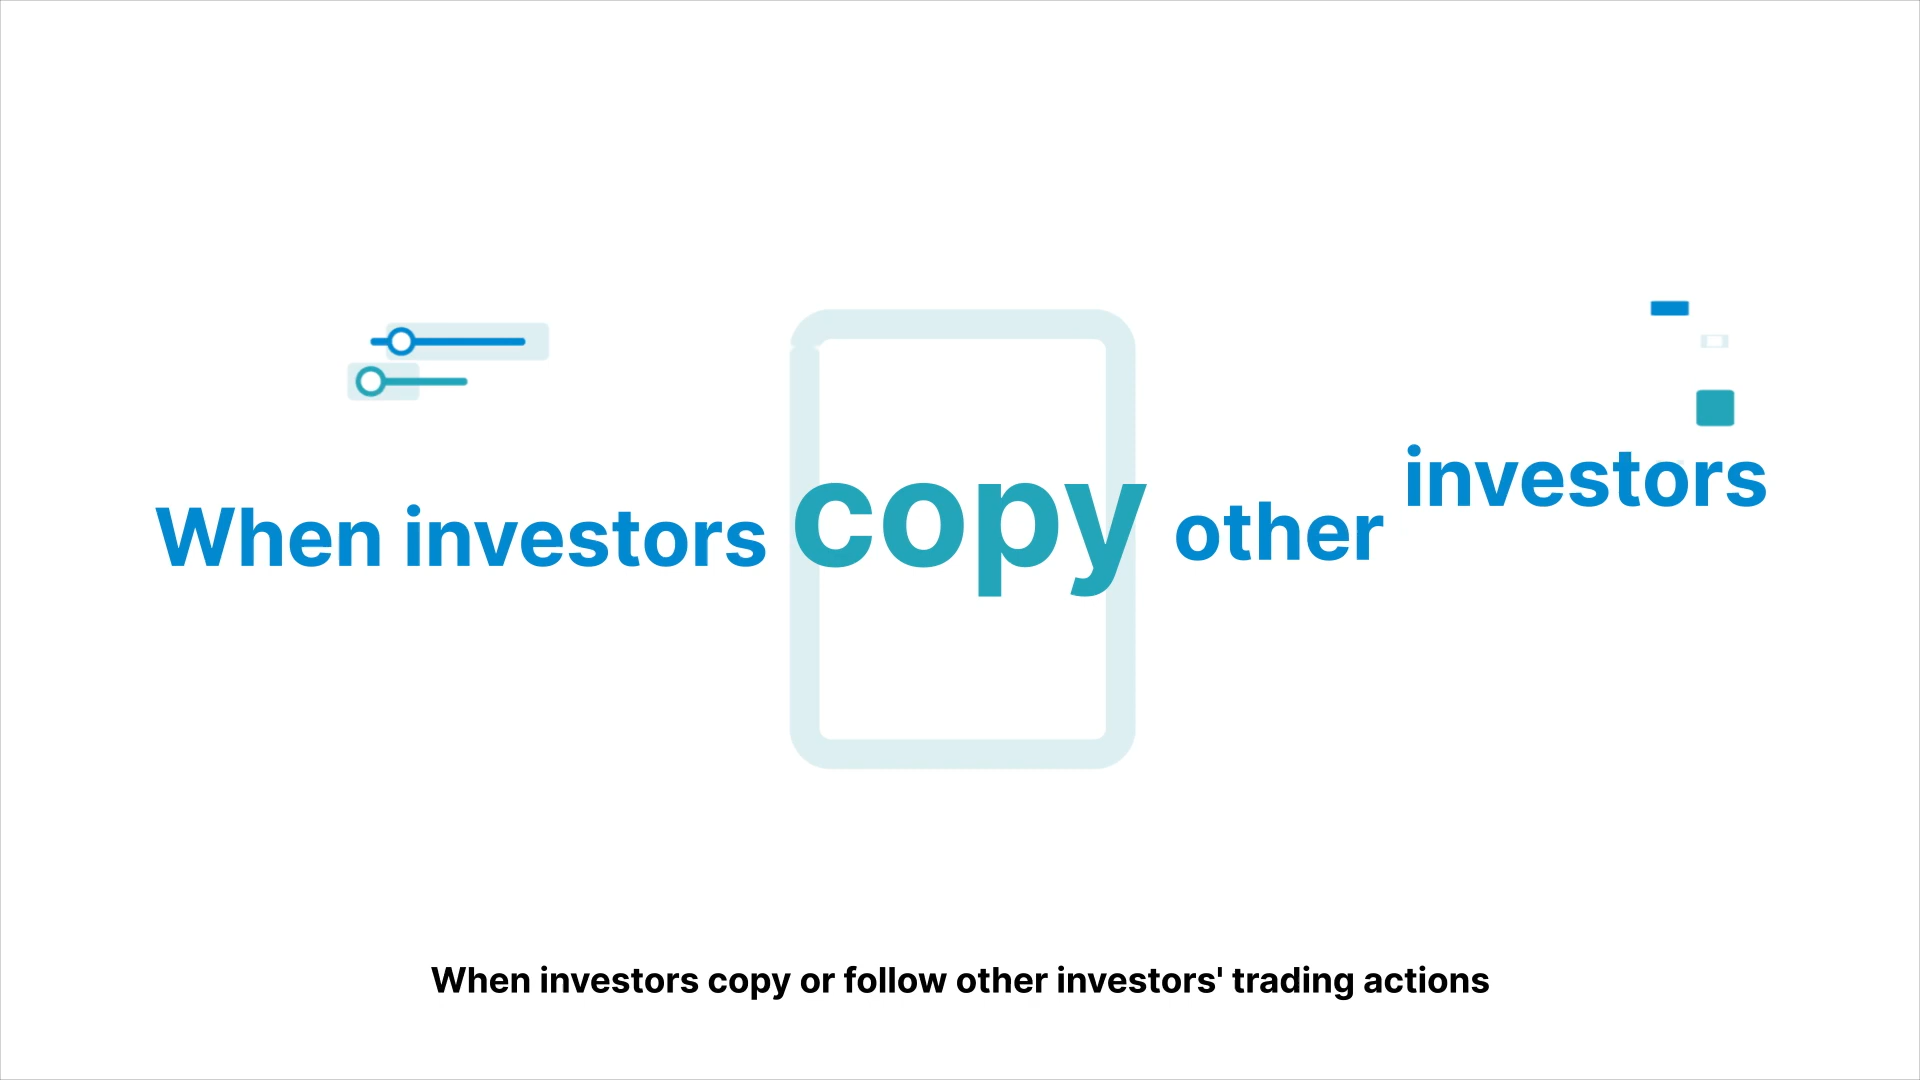 When investors copy other investors
When investors copy or follow other investors' trading actions